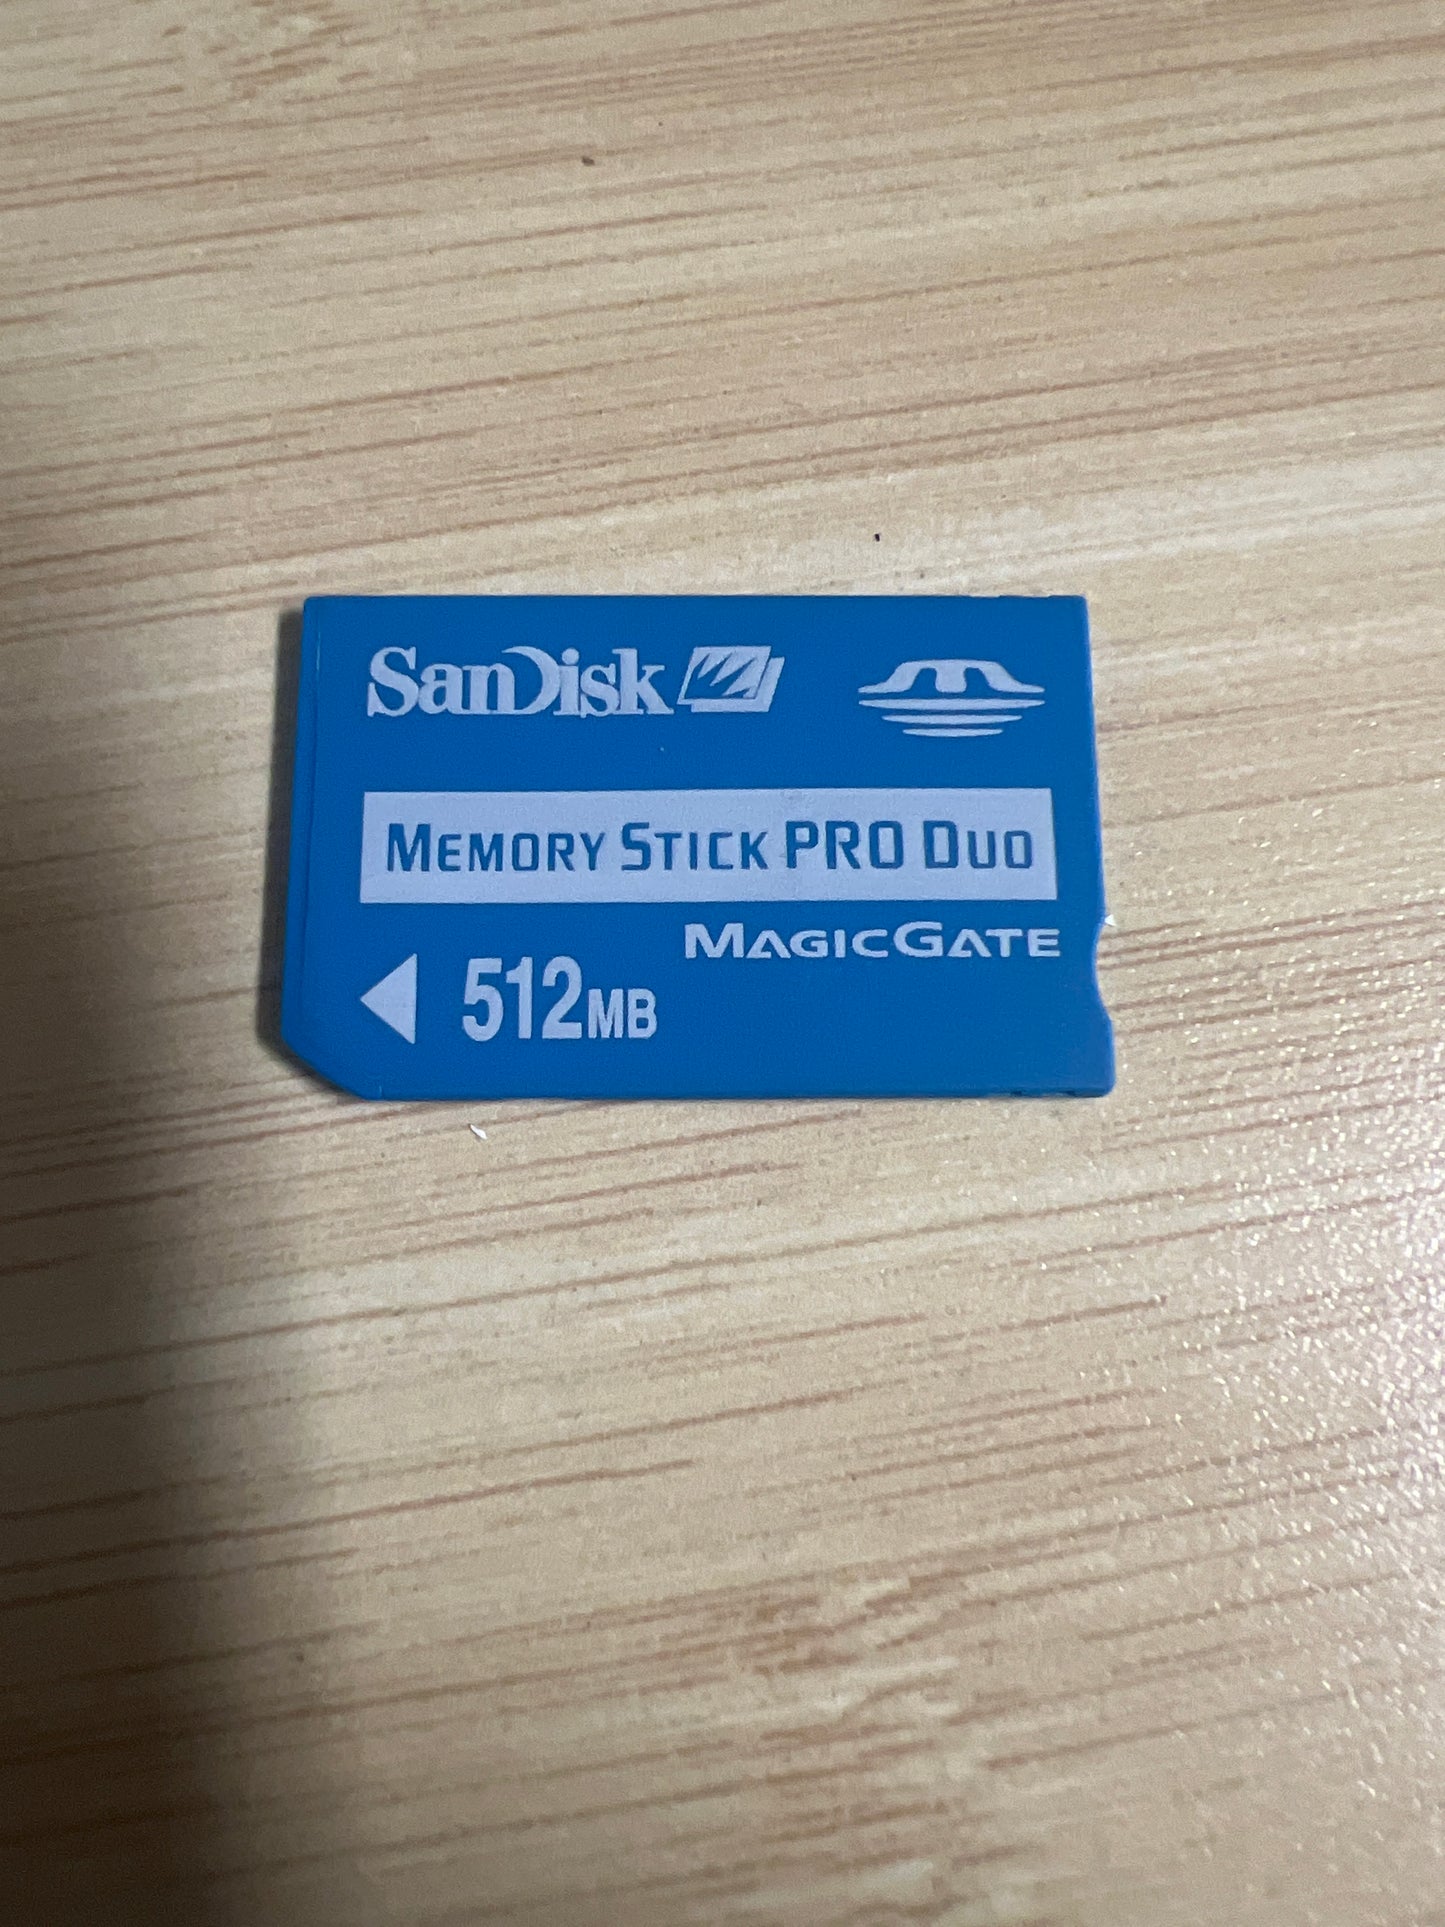 SanDisk
MEMORY STICK PRO DUO
MAGICGATE
512MB